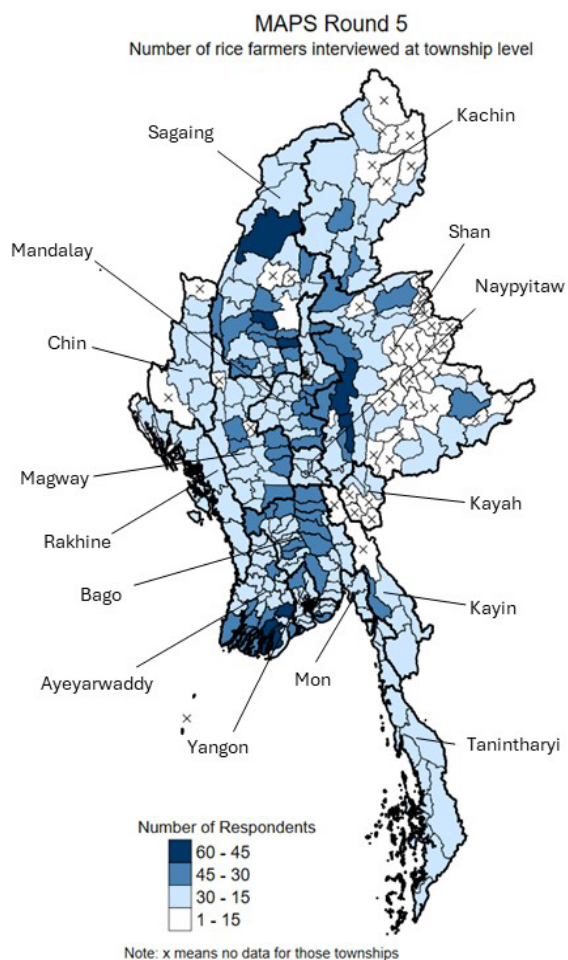 MAPS Round 5
Number of rice farmers interviewed at township level
Kachin
Sagaing
Shan
Mandalay
Naypyitaw
Chin
Magway
Kayah
Rakhine
Bago
Kayin
Ayeyarwaddy
Mon
Yangon
Tanintharyi
Number of Respondents
60 - 45
45 - 30
30 - 15
1 - 15
Note: x means no data for those townships